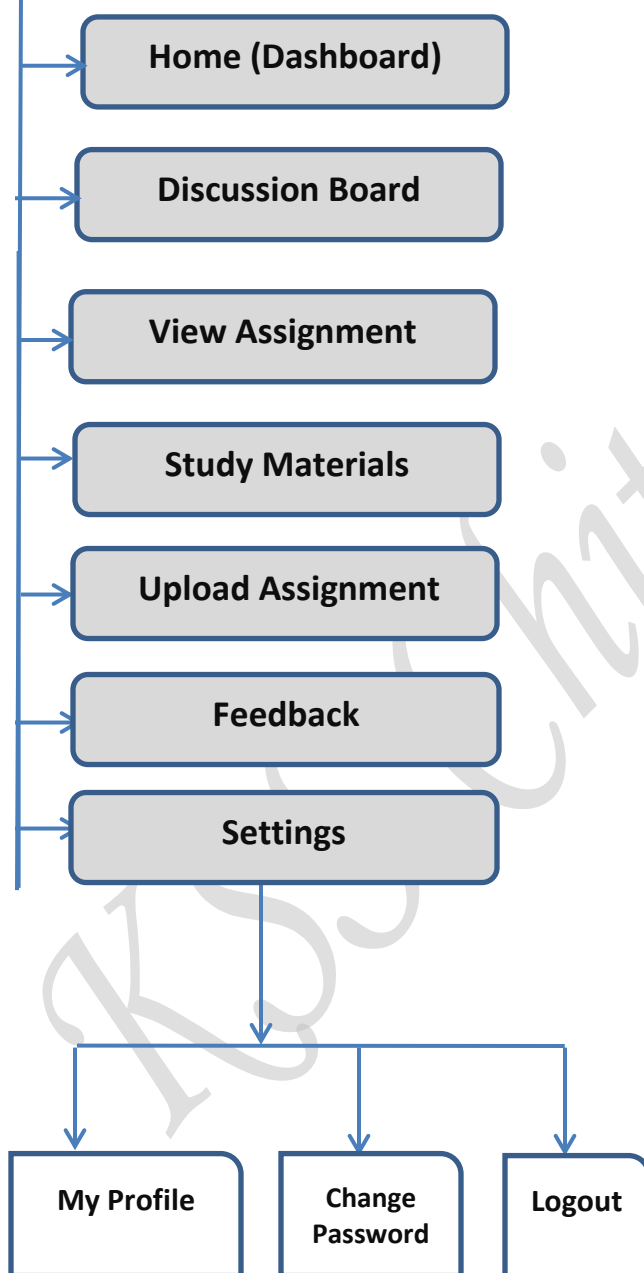 Home (Dashboard)
Discussion Board
View Assignment
Study Materials
Upload Assignment
Feedback
Settings
My Profile
Change
Password
Logout